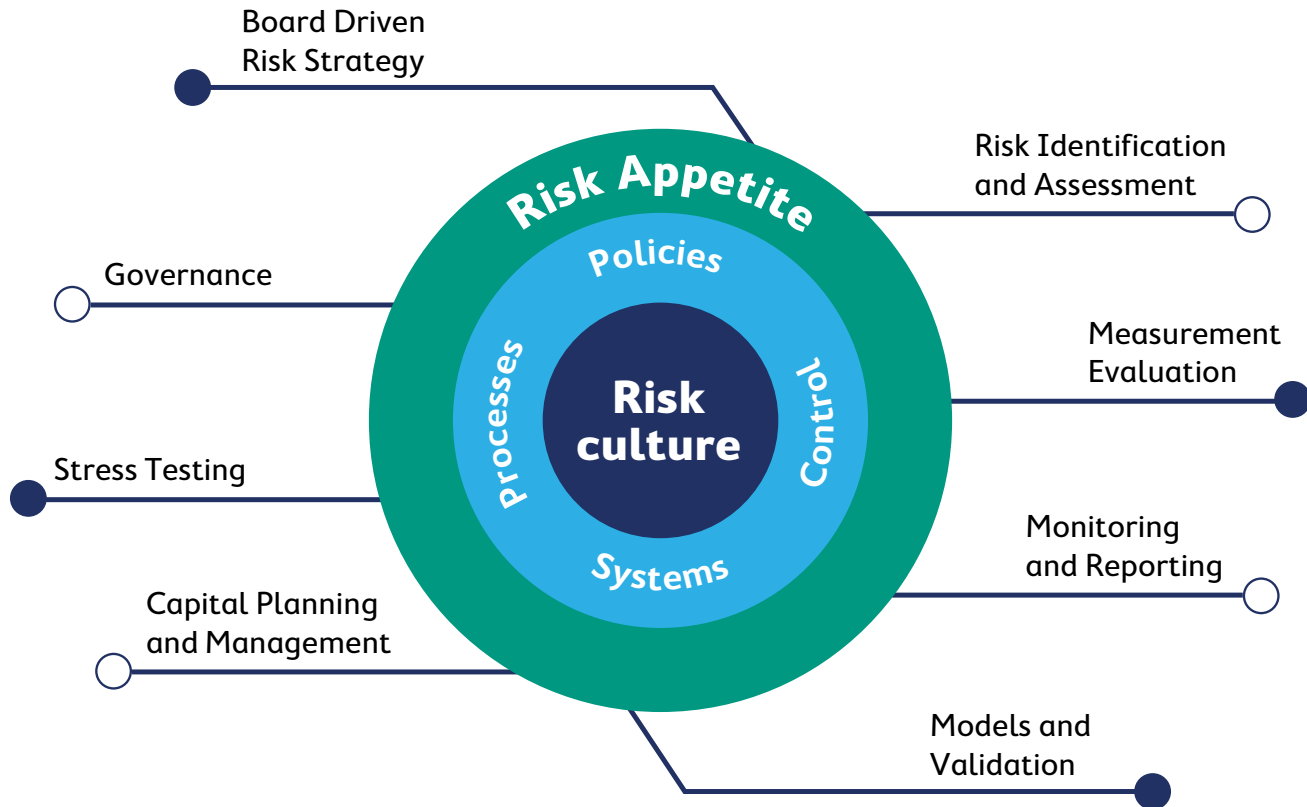 Board Driven
Risk Strategy
Risk Identification
and Assessment
Risk Appetite
Policies
Governance
Measurement
Evaluation
Processes
Risk
culture
Control
Stress Testing
Monitoring
and Reporting
Systems
Capital Planning
and Management
Models and
Validation